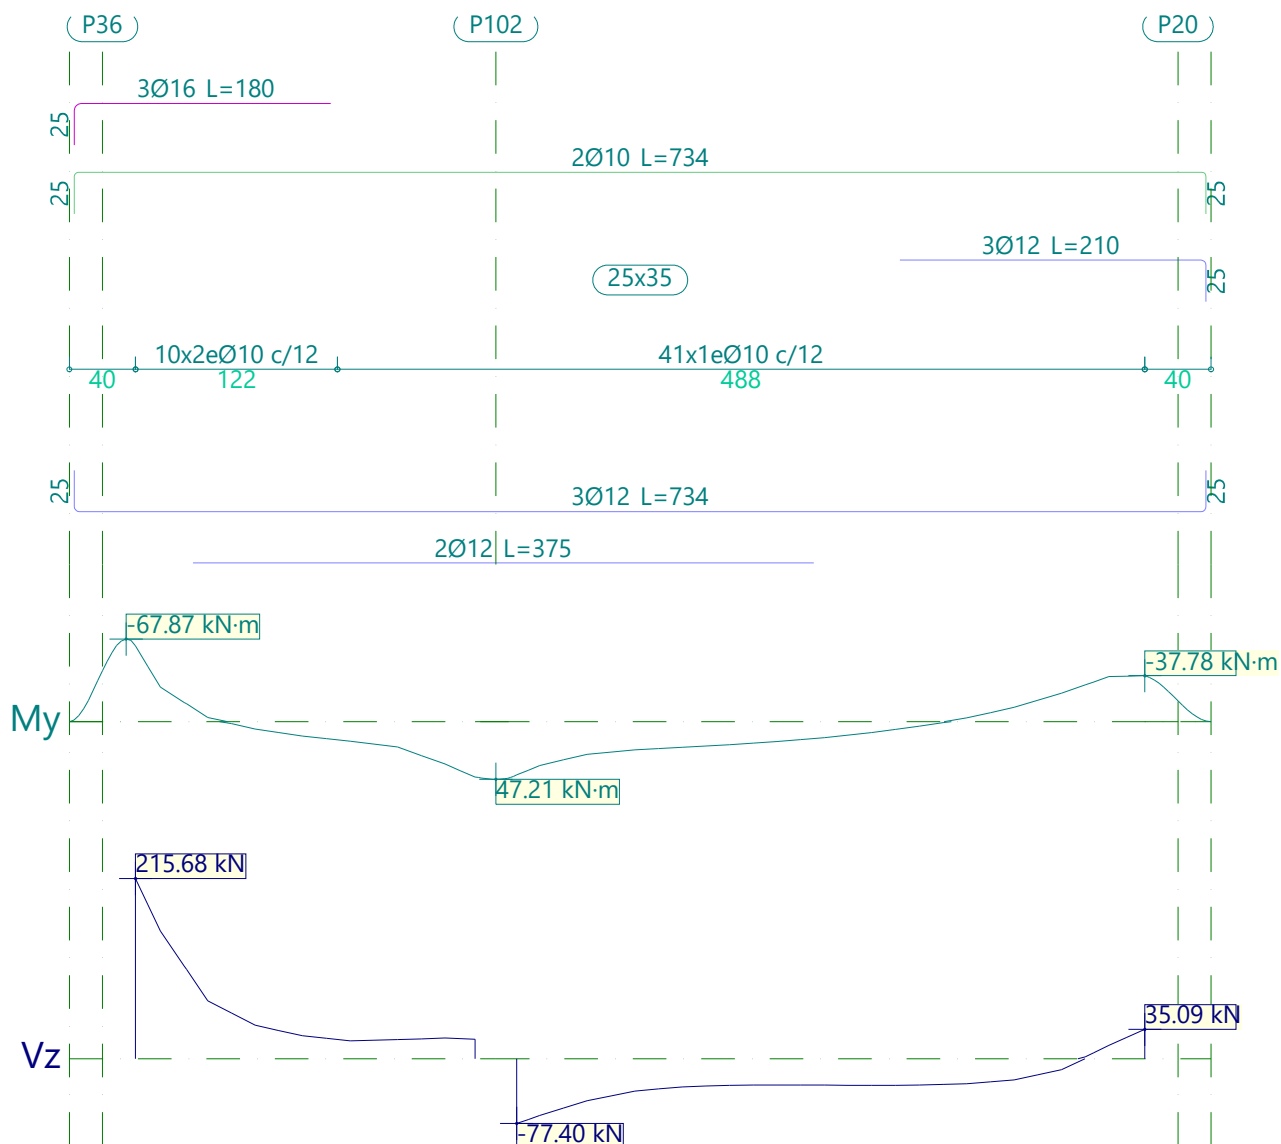 P36 P102 P20
3Ø16 L=180
25
2Ø10 L=734
25 25
3Ø12 L=210
25x35 25
10x2eØ10 c/12 41x1eØ10 c/12
40 122 488 40
25 3Ø12 L=734 25
2Ø12 L=375
-67.87 kN·m
-37.78 kN·m
My
47.21 kN·m
215.68 kN
35.09 kN
Vz
-77.40 kN